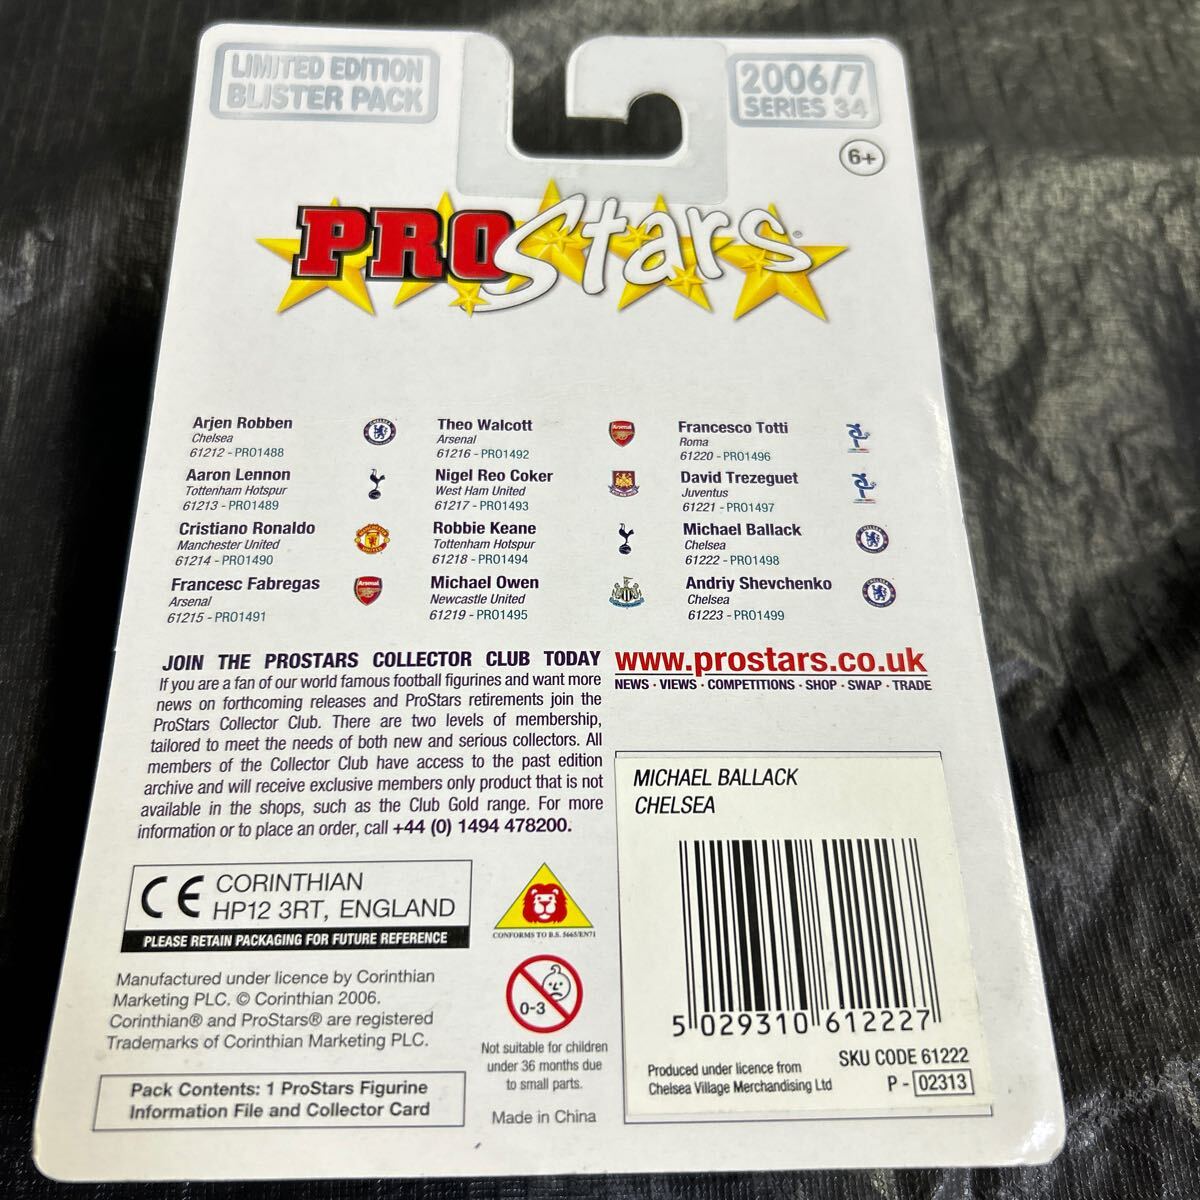 LIMITED EDITION
BLISTER PACK
2006/7
SERIES 34
6+
PROStars®
Arjen Robben
Chelsea
61212 - PRO1488
Aaron Lennon
Tottenham Hotspur
61213 - PRO1489
Cristiano Ronaldo
Manchester United
61214 - PRO1490
Francesc Fabregas
Arsenal
61215 - PRO1491
Theo Walcott
Arsenal
61216 - PRO1492
Nigel Reo Coker
West Ham United
61217 - PRO1493
Robbie Keane
Tottenham Hotspur
61218 - PRO1494
Michael Owen
Newcastle United
61219 - PRO1495
Francesco Totti
Roma
61220 - PRO1496
David Trezeguet
Juventus
61221 - PRO1497
Michael Ballack
Chelsea
61222 - PRO1498
Andriy Shevchenko
Chelsea
61223 - PRO1499
JOIN THE PROSTARS COLLECTOR CLUB TODAY
If you are a fan of our world famous football figurines and want more
news on forthcoming releases and ProStars retirements join the
ProStars Collector Club. There are two levels of membership,
tailored to meet the needs of both new and serious collectors. All
members of the Collector Club have access to the past edition
archive and will receive exclusive members only product that is not
available in the shops, such as the Club Gold range. For more
information or to place an order, call +44 (0) 1494 478200.
www.prostars.co.uk
NEWS · VIEWS · COMPETITIONS · SHOP · SWAP · TRADE
CE CORINTHIAN
HP12 3RT, ENGLAND
PLEASE RETAIN PACKAGING FOR FUTURE REFERENCE
Manufactured under licence by Corinthian
Marketing PLC. © Corinthian 2006.
Corinthian® and ProStars® are registered
Trademarks of Corinthian Marketing PLC.
Pack Contents: 1 ProStars Figurine
Information File and Collector Card
CONFORMS TO B.S. 5665/EN71
0-3
Not suitable for children
under 36 months due
to small parts.
Made in China
MICHAEL BALLACK
CHELSEA
5 029310 612227
SKU CODE 61222
P - 02313
Produced under licence from
Chelsea Village Merchandising Ltd